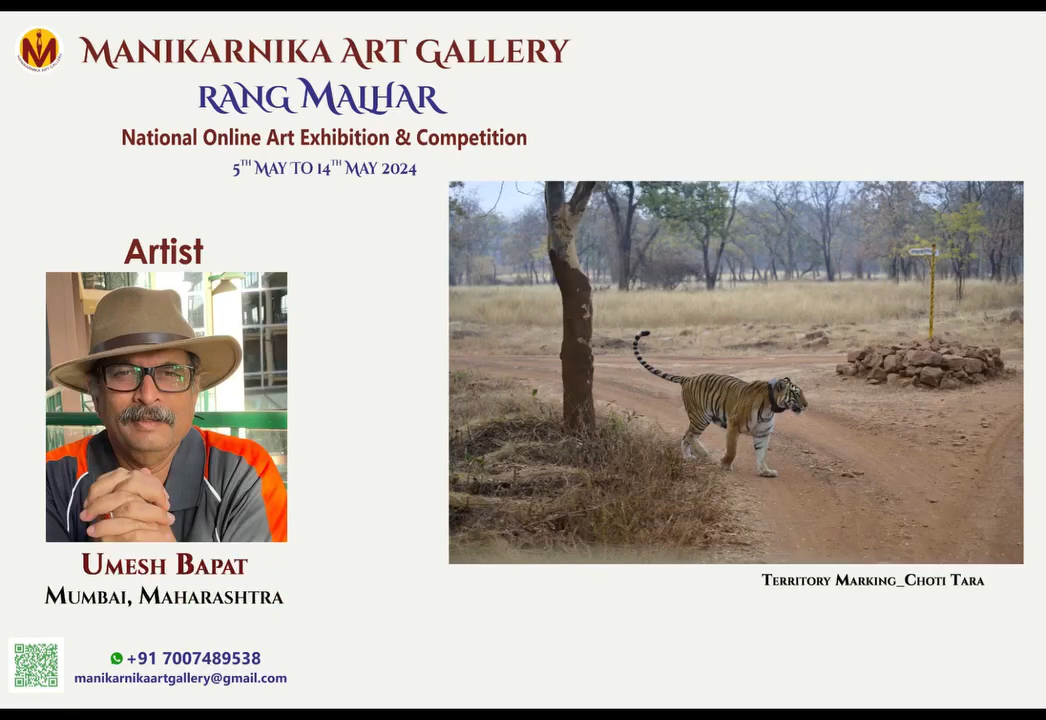 MANIKARNIKA ART GALLERY
RANG MALHAR
National Online Art Exhibition & Competition
5TH MAY TO 14TH MAY 2024
Artist
UMESH BAPAT
MUMBAI, MAHARASHTRA
TERRITORY MARKING_CHOTI TARA
+91 7007489538
manikarnikaartgallery@gmail.com